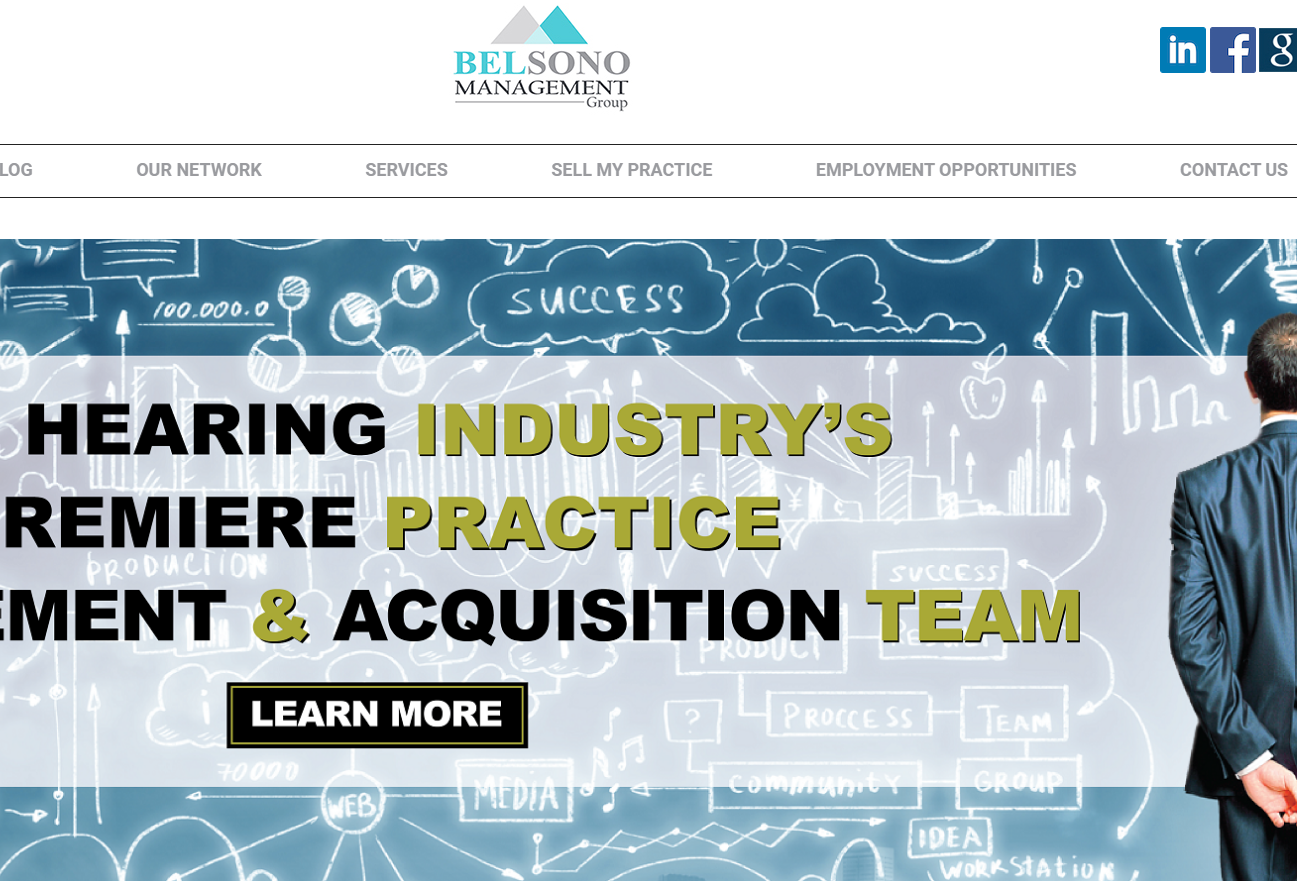 BELSONO
MANAGEMENT
Group
in f g
LOG OUR NETWORK SERVICES SELL MY PRACTICE EMPLOYMENT OPPORTUNITIES CONTACT US
100.000.0
SUCCESS
HEARING INDUSTRY’S
REMIERE PRACTICE
PRODUCTION
SUCCESS
EMENT & ACQUISITION TEAM
PRODUCT
LEARN MORE
? PROCCESS TEAM
70000
WEB MEDIA community GROUP
IDEA
WORKSTATION